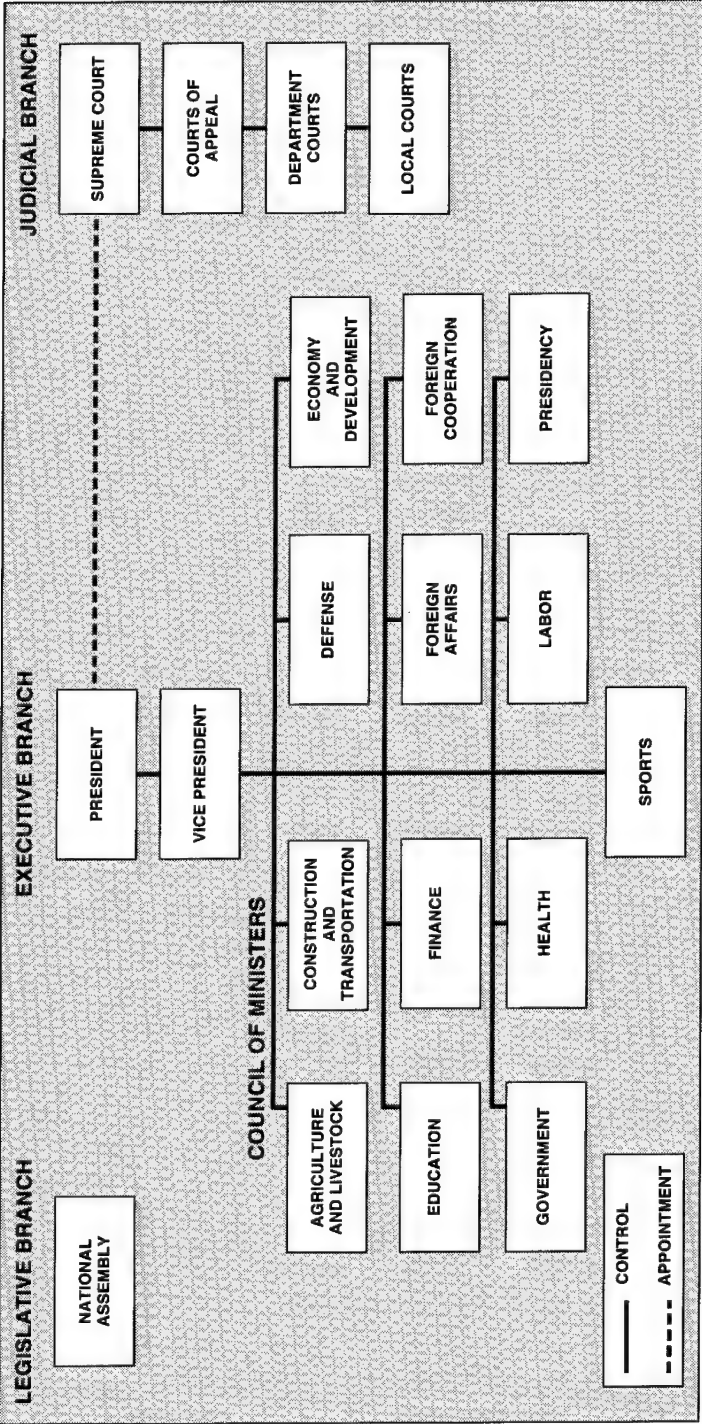 LEGISLATIVE BRANCH
NATIONAL
ASSEMBLY
EXECUTIVE BRANCH
PRESIDENT
VICE PRESIDENT
COUNCIL OF MINISTERS
AGRICULTURE
AND LIVESTOCK
CONSTRUCTION
AND
TRANSPORTATION
DEFENSE
ECONOMY
AND
DEVELOPMENT
EDUCATION
FINANCE
FOREIGN
AFFAIRS
FOREIGN
COOPERATION
GOVERNMENT
HEALTH
LABOR
PRESIDENCY
SPORTS
JUDICIAL BRANCH
SUPREME COURT
COURTS OF
APPEAL
DEPARTMENT
COURTS
LOCAL COURTS
CONTROL
APPOINTMENT